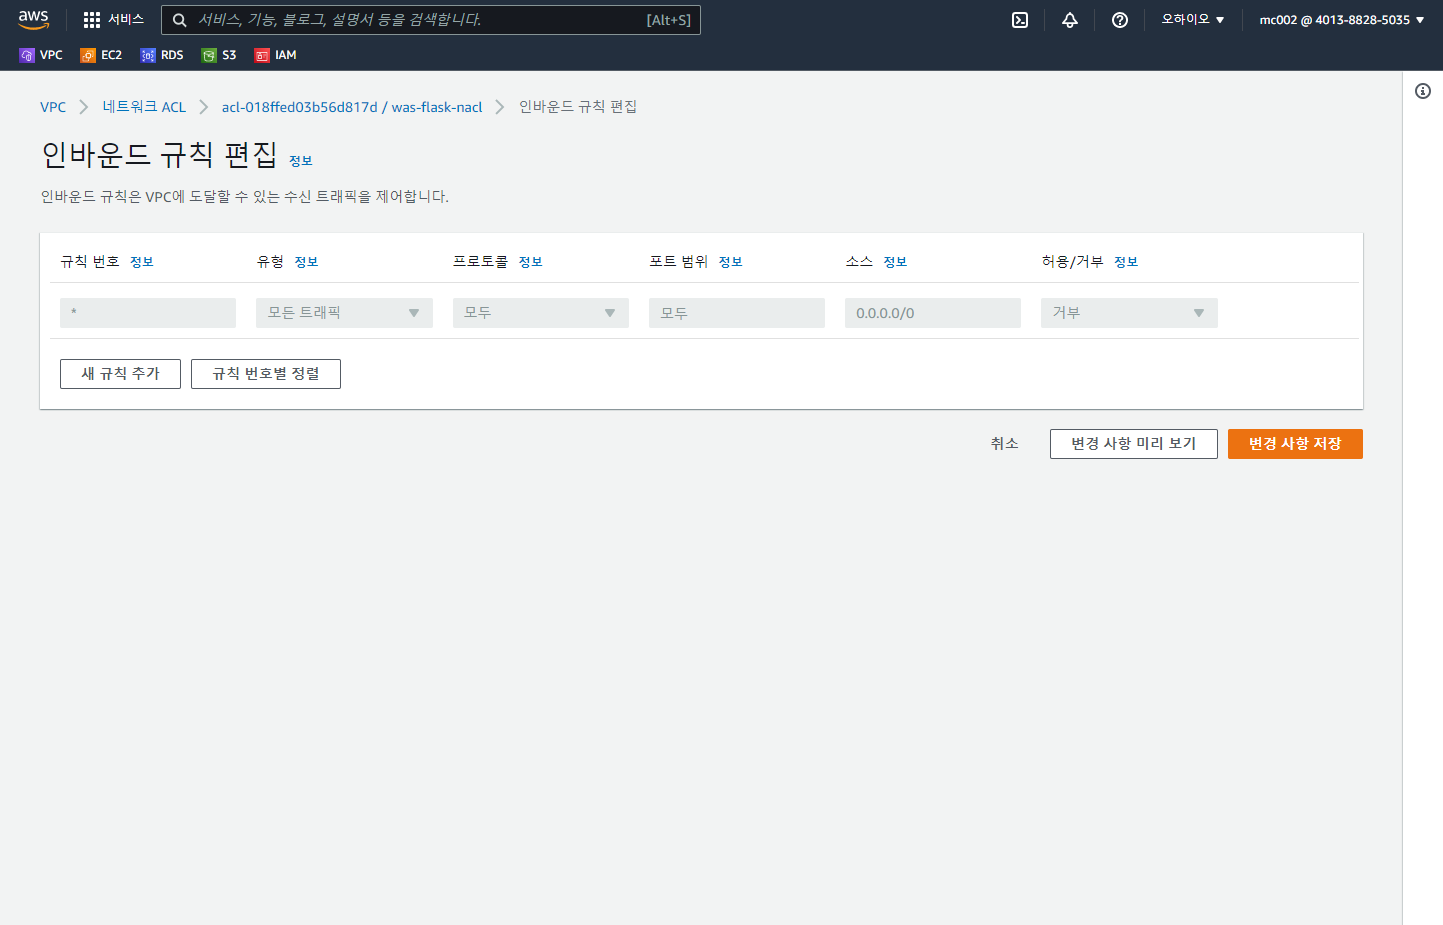 aws 서비스 서비스, 기능, 블로그, 설명서 등을 검색합니다. [Alt+S] 오하이오 ▼ mc002 @ 4013-8828-5035 ▼
VPC EC2 RDS S3 IAM
VPC > 네트워크 ACL > acl-018ffed03b56d817d / was-flask-nacl > 인바운드 규칙 편집
인바운드 규칙 편집 정보
인바운드 규칙은 VPC에 도달할 수 있는 수신 트래픽을 제어합니다.
규칙 번호 정보 유형 정보 프로토콜 정보 포트 범위 정보 소스 정보 허용/거부 정보
* 모든 트래픽 ▼ 모두 ▼ 모두 0.0.0.0/0 거부 ▼
새 규칙 추가 규칙 번호별 정렬
취소 변경 사항 미리 보기 변경 사항 저장